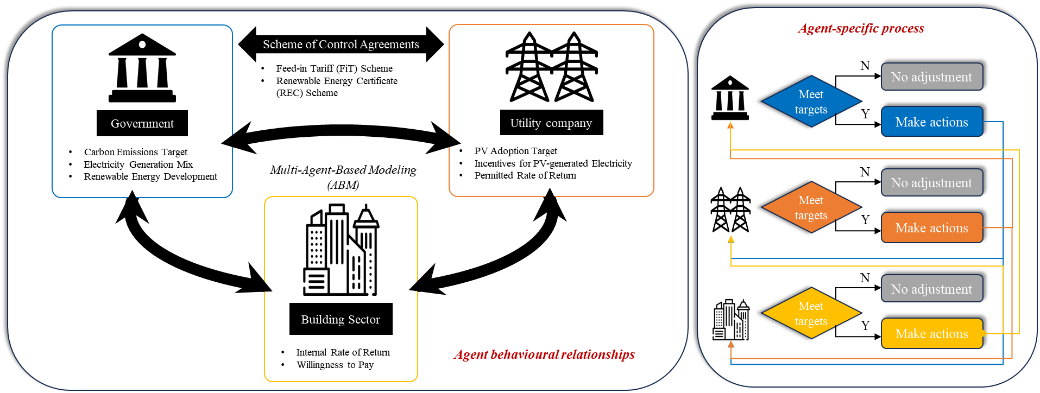 Scheme of Control Agreements
• Feed-in Tariff (FiT) Scheme
• Renewable Energy Certificate
(REC) Scheme
Government
• Carbon Emissions Target
• Electricity Generation Mix
• Renewable Energy Development
Utility company
• PV Adoption Target
• Incentives for PV-generated Electricity
• Permitted Rate of Return
Multi-Agent-Based Modeling
(ABM)
Building Sector
• Internal Rate of Return
• Willingness to Pay
Agent behavioural relationships
Agent-specific process
Meet
targets
N
No adjustment
Y
Make actions
Meet
targets
N
No adjustment
Y
Make actions
Meet
targets
N
No adjustment
Y
Make actions